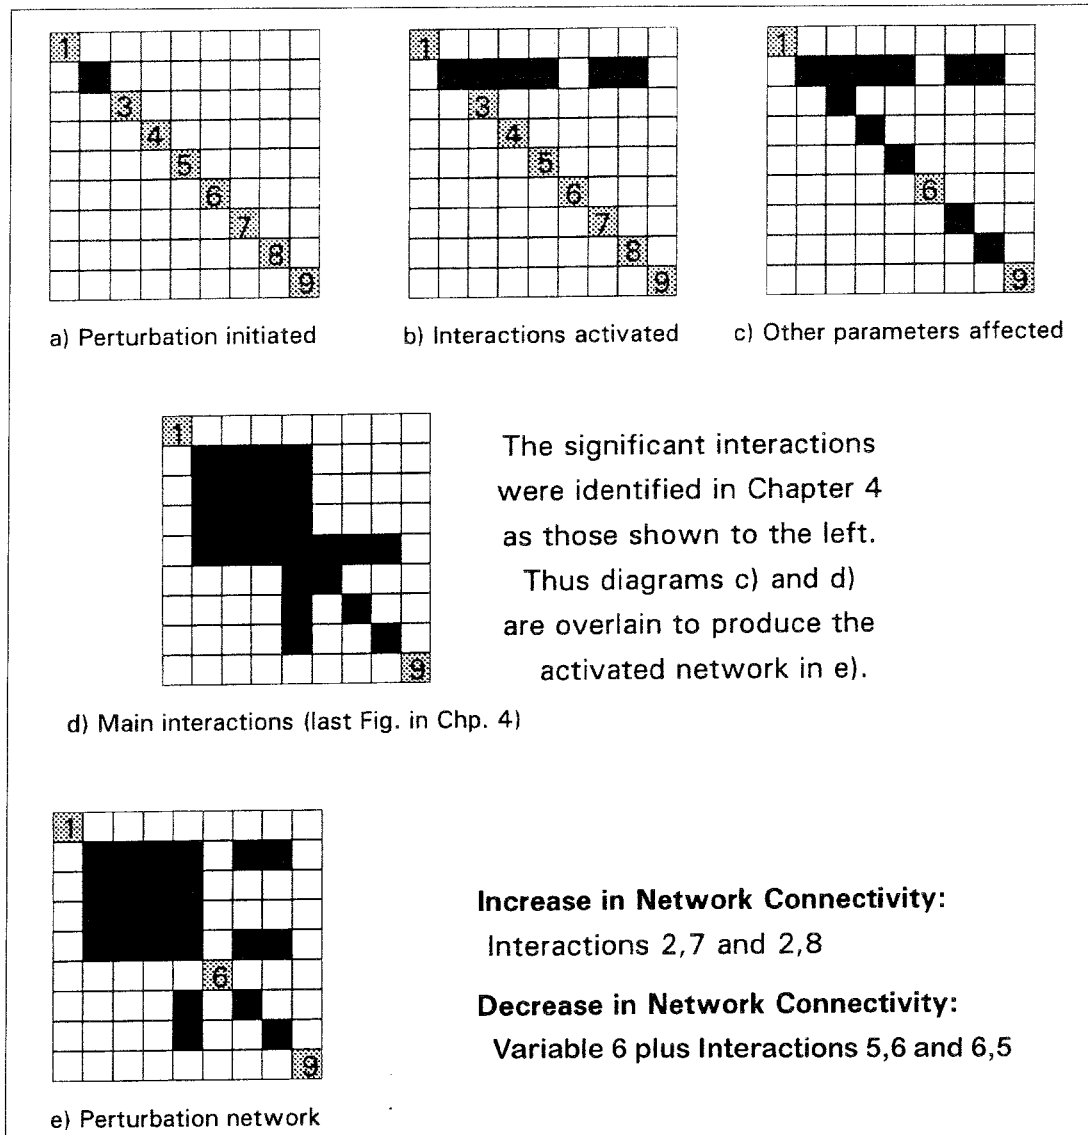 1
3
4
5
6
7
8
9
a) Perturbation initiated
1
3
4
5
6
7
8
9
b) Interactions activated
1
6
9
c) Other parameters affected
1
9
d) Main interactions (last Fig. in Chp. 4)
The significant interactions
were identified in Chapter 4
as those shown to the left.
Thus diagrams c) and d)
are overlain to produce the
activated network in e).
1
6
9
e) Perturbation network
Increase in Network Connectivity:
Interactions 2,7 and 2,8
Decrease in Network Connectivity:
Variable 6 plus Interactions 5,6 and 6,5